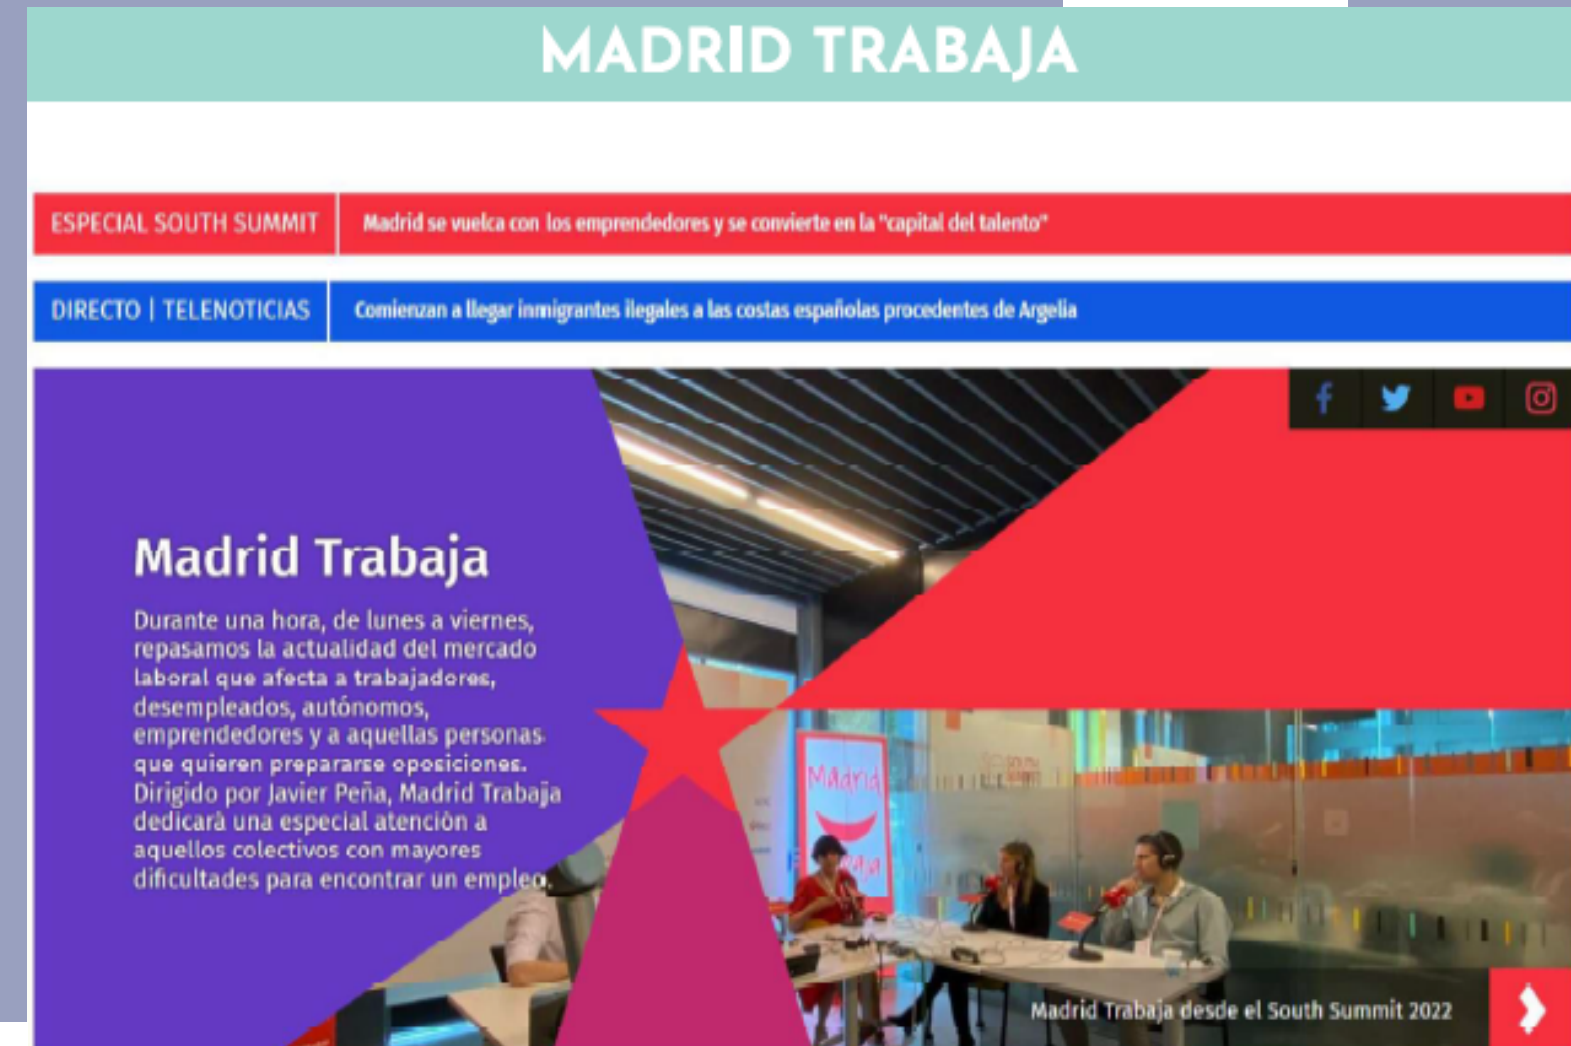 MADRID TRABAJA
ESPECIAL SOUTH SUMMIT
Madrid se vuelca con los emprendedores y se convierte en la "capital del talento"
DIRECTO | TELENOTICIAS
Comienzan a llegar inmigrantes ilegales a las costas españolas procedentes de Argelia
Madrid Trabaja
Durante una hora, de lunes a viernes,
repasamos la actualidad del mercado
laboral que afecta a trabajadores,
desempleados, autónomos,
emprendedores y a aquellas personas
que quieren prepararse oposiciones.
Dirigido por Javier Peña, Madrid Trabaja
dedicará una especial atención a
aquellos colectivos con mayores
dificultades para encontrar un empleo.
Madrid
SOUTH
SUMMIT
Madrid Trabaja desde el South Summit 2022